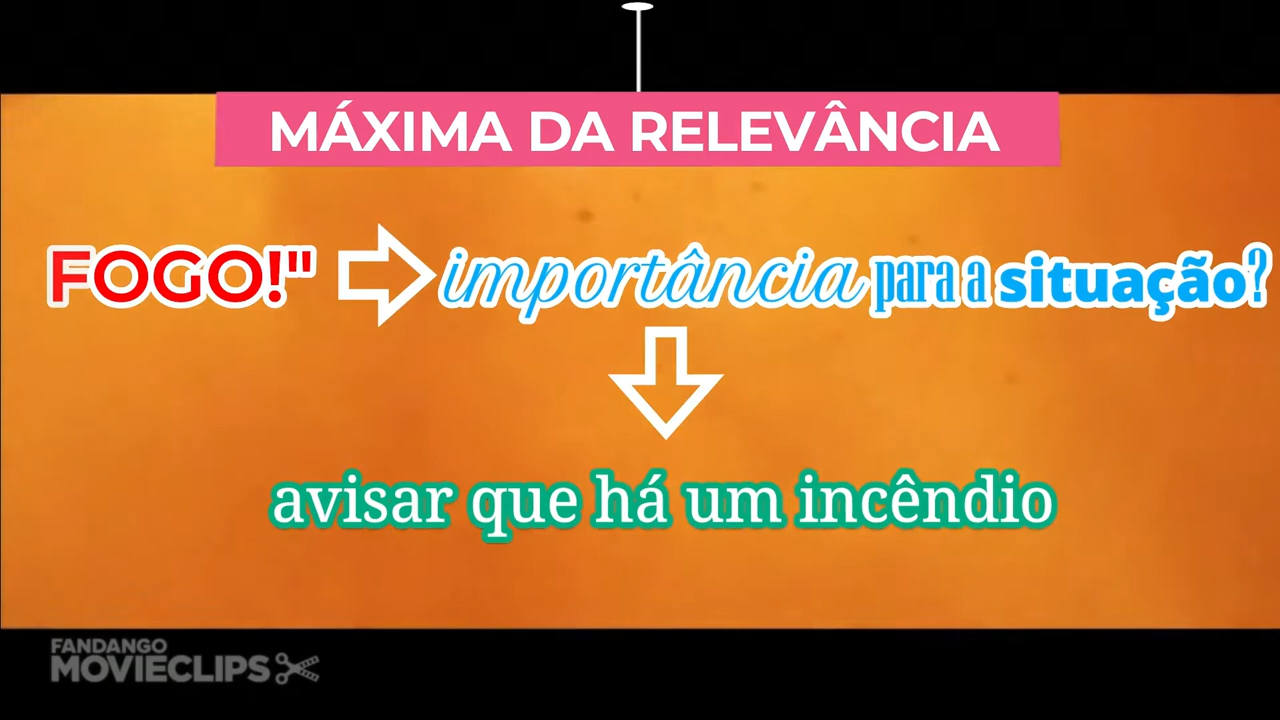 MÁXIMA DA RELEVÂNCIA
FOGO!" importância para a situação?
avisar que há um incêndio
FANDANGO
MOVIECLIPS